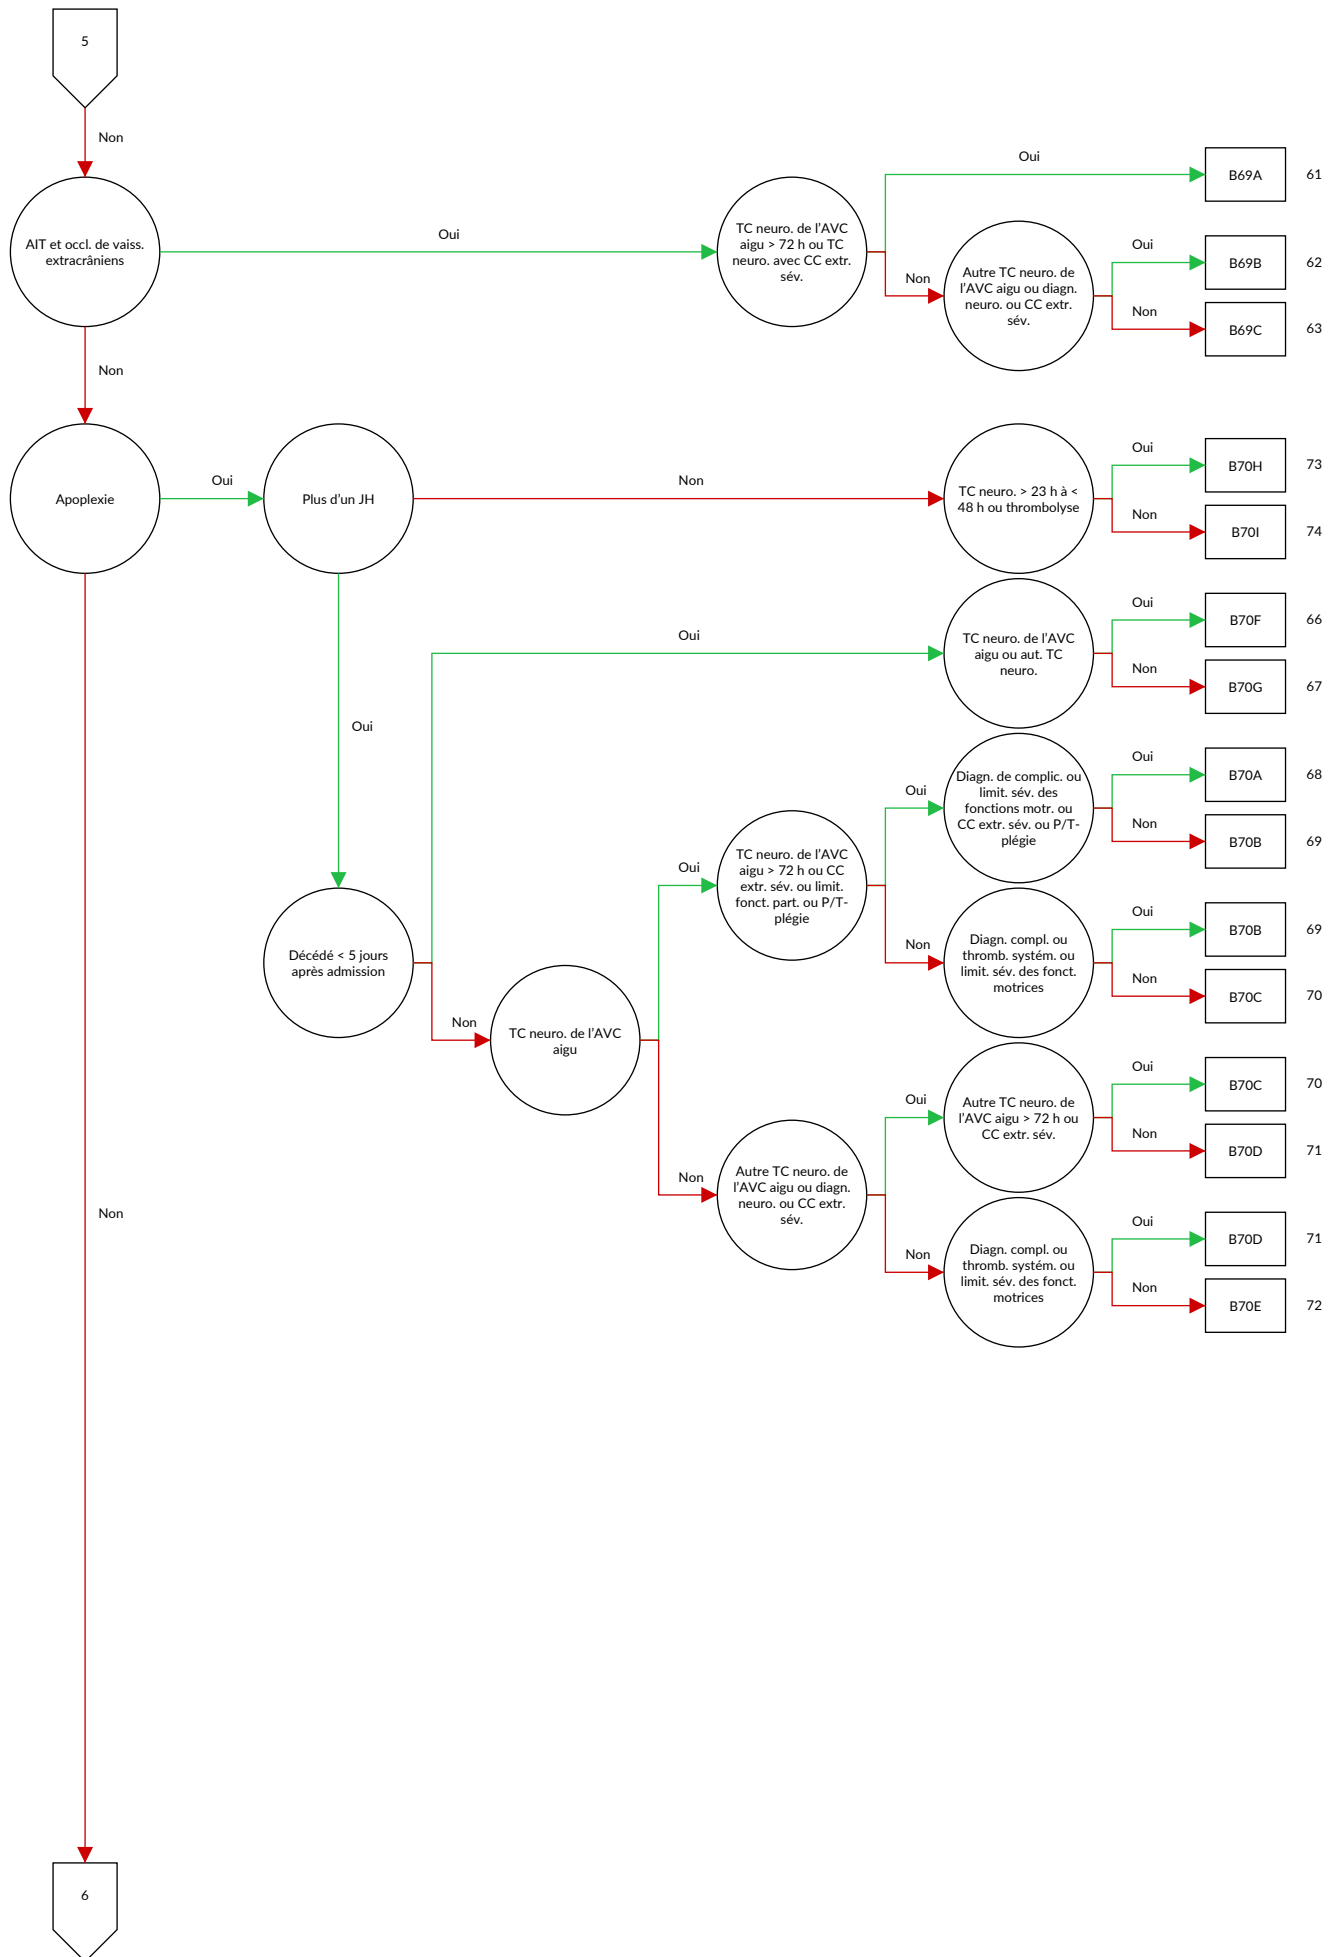 5
Non
AIT et occl. de vaiss.
extracrâniens
Oui
TC neuro. de l'AVC
aigu > 72 h ou TC
neuro. avec CC extr.
sév.
Oui
B69A
61
Non
Autre TC neuro. de
l'AVC aigu ou diagn.
neuro. ou CC extr.
sév.
Oui
B69B
62
Non
B69C
63
Non
Apoplexie
Oui
Plus d'un JH
Non
TC neuro. > 23 h à <
48 h ou thrombolyse
Oui
B70H
73
Non
B70I
74
Oui
Oui
TC neuro. de l'AVC
aigu ou aut. TC
neuro.
Oui
B70F
66
Non
B70G
67
Décédé < 5 jours
après admission
Non
TC neuro. de l'AVC
aigu
Oui
TC neuro. de l'AVC
aigu > 72 h ou CC
extr. sév. ou limit.
fonct. part. ou P/T-
plégie
Oui
Diagn. de complic. ou
limit. sév. des
fonctions motr. ou
CC extr. sév. ou P/T-
plégie
Oui
B70A
68
Non
B70B
69
Non
Diagn. compl. ou
thromb. systém. ou
limit. sév. des fonct.
motrices
Oui
B70B
69
Non
B70C
70
Non
Autre TC neuro. de
l'AVC aigu ou diagn.
neuro. ou CC extr.
sév.
Oui
Autre TC neuro. de
l'AVC aigu > 72 h ou
CC extr. sév.
Oui
B70C
70
Non
B70D
71
Non
Diagn. compl. ou
thromb. systém. ou
limit. sév. des fonct.
motrices
Oui
B70D
71
Non
B70E
72
Non
6